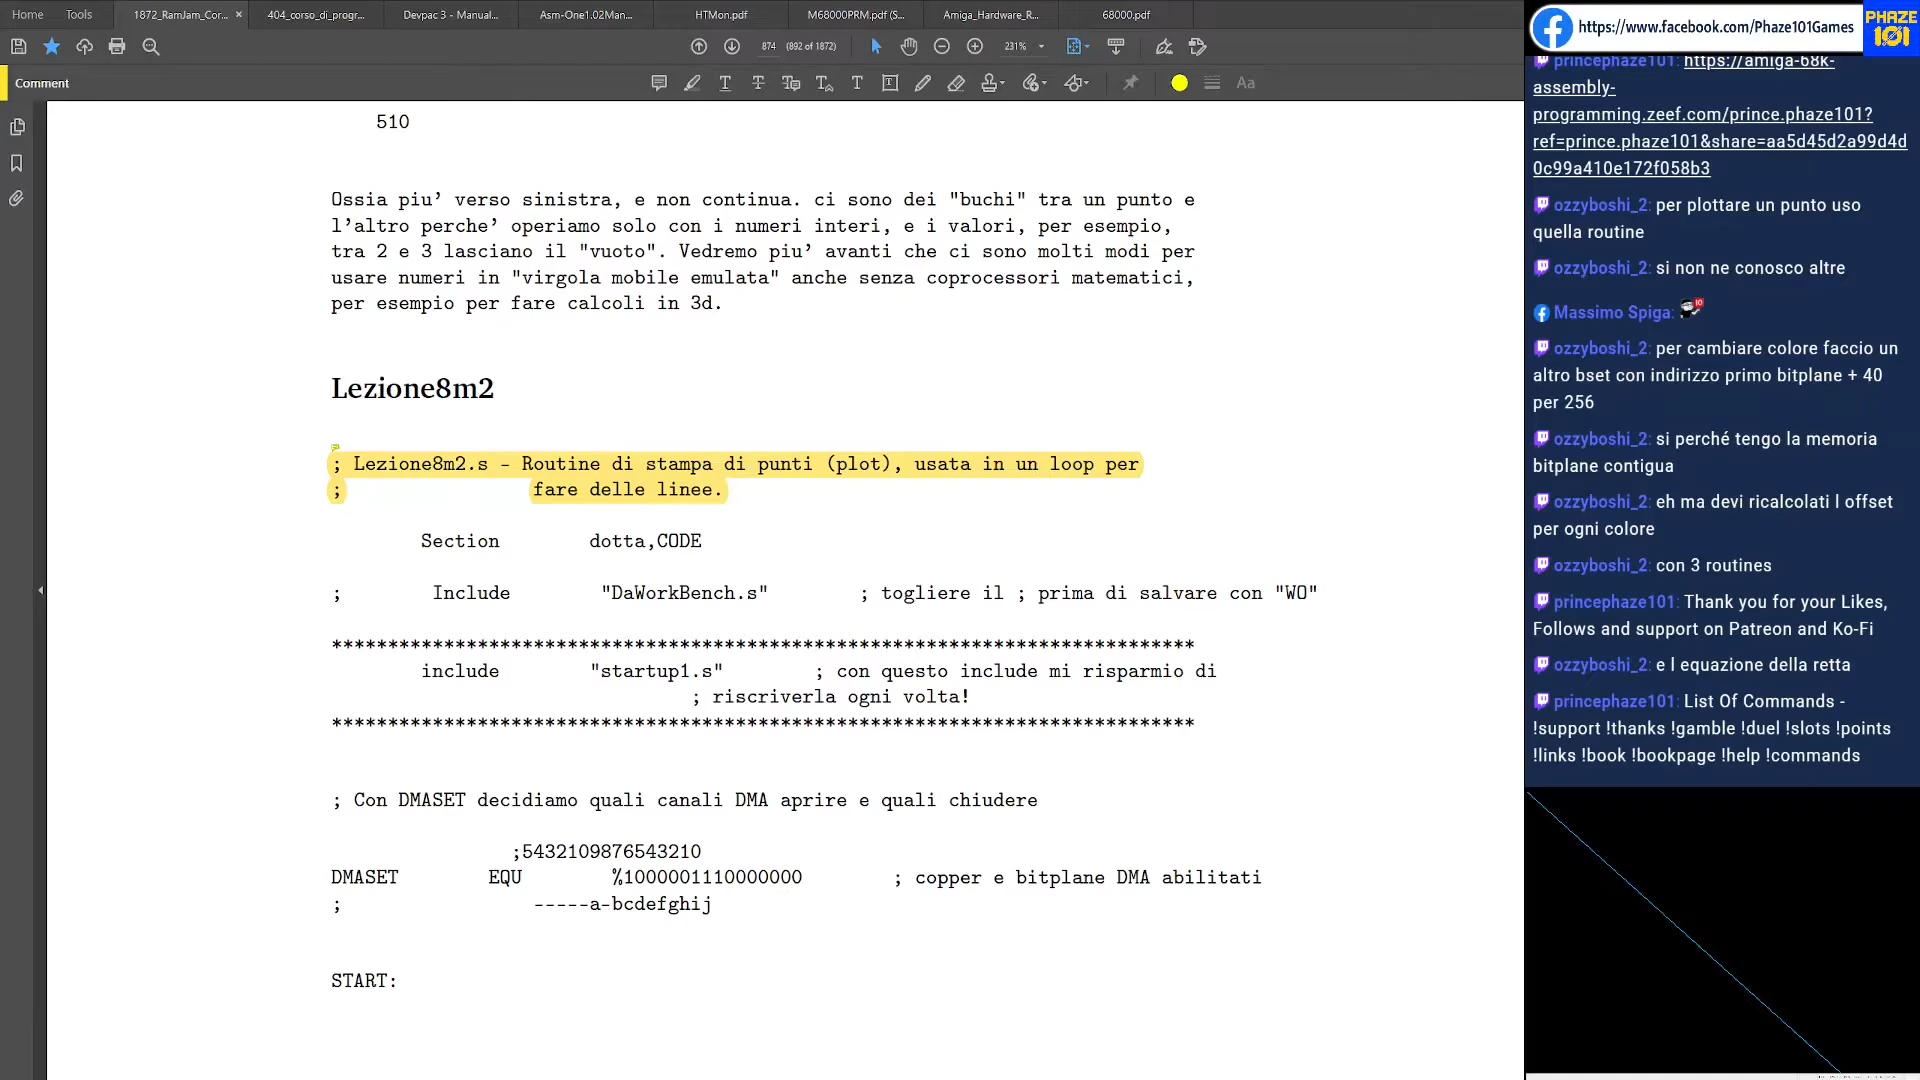 Home
Tools
1872_RamJam_Cor...
404_corso_di_progr...
Devpac 3 - Manual...
Asm-One1.02Man...
HTMon.pdf
M68000PRM.pdf (S...
Amiga_Hardware_R...
68000.pdf
874 (892 of 1872)
231%
Comment
510
Ossia piu’ verso sinistra, e non continua. ci sono dei "buchi" tra un punto e
l’altro perche’ operiamo solo con i numeri interi, e i valori, per esempio,
tra 2 e 3 lasciano il "vuoto". Vedremo piu’ avanti che ci sono molti modi per
usare numeri in "virgola mobile emulata" anche senza coprocessori matematici,
per esempio per fare calcoli in 3d.
Lezione8m2
; Lezione8m2.s - Routine di stampa di punti (plot), usata in un loop per
; fare delle linee.
Section dotta,CODE
; Include "DaWorkBench.s" ; togliere il ; prima di salvare con "WO"
*****************************************************************************
include "startup1.s" ; con questo include mi risparmio di
; riscriverla ogni volta!
*****************************************************************************
; Con DMASET decidiamo quali canali DMA aprire e quali chiudere
;5432109876543210
DMASET EQU %1000001110000000 ; copper e bitplane DMA abilitati
; -----a-bcdefghij
START:
https://www.facebook.com/Phaze101Games
PHAZE
101
princephaze101: https://amiga-68k-
assembly-
programming.zeef.com/prince.phaze101?
ref=prince.phaze101&share=aa5d45d2a99d4d
0c99a410e172f058b3
ozzyboshi_2: per plottare un punto uso
quella routine
ozzyboshi_2: si non ne conosco altre
Massimo Spiga:
ozzyboshi_2: per cambiare colore faccio un
altro bset con indirizzo primo bitplane + 40
per 256
ozzyboshi_2: si perché tengo la memoria
bitplane contigua
ozzyboshi_2: eh ma devi ricalcolati l offset
per ogni colore
ozzyboshi_2: con 3 routines
princephaze101: Thank you for your Likes,
Follows and support on Patreon and Ko-Fi
ozzyboshi_2: e l equazione della retta
princephaze101: List Of Commands -
!support !thanks !gamble !duel !slots !points
!links !book !bookpage !help !commands